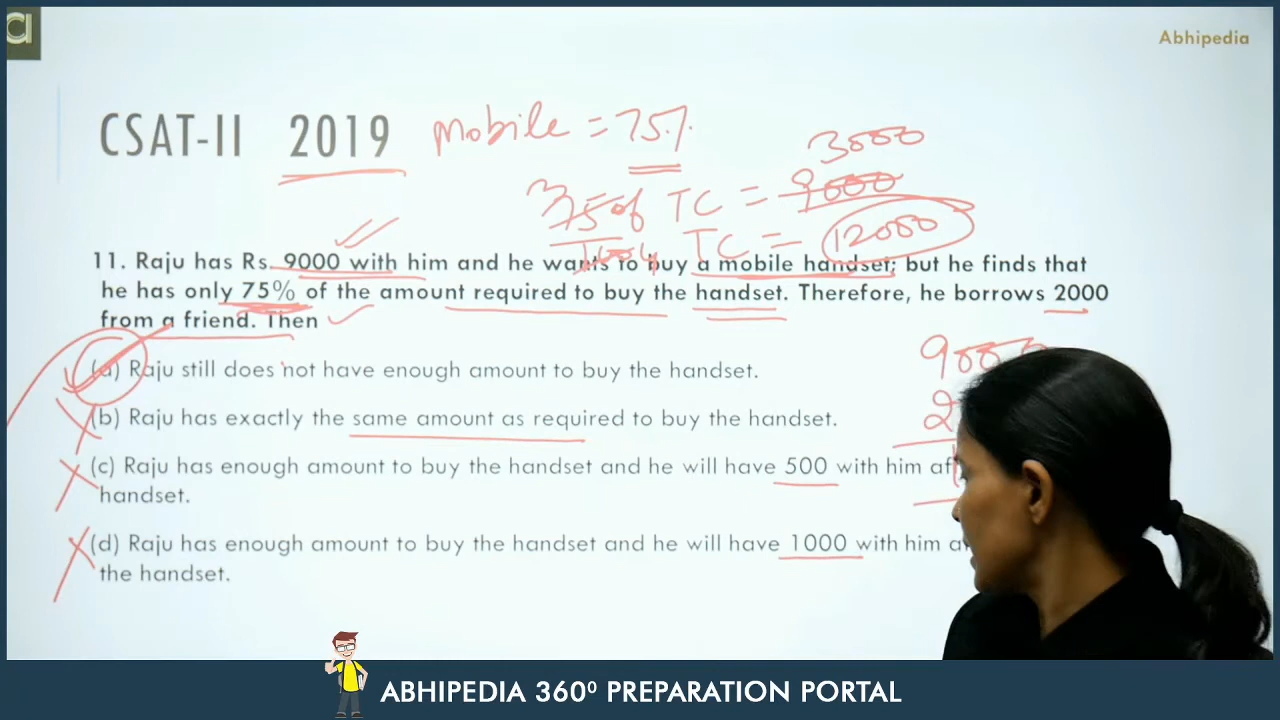 Abhipedia
CSAT-II 2019 mobile = 75%
3000
75 of TC = 9000
100 TC = 12000
11. Raju has Rs. 9000 with him and he wants to buy a mobile handset; but he finds that
he has only 75% of the amount required to buy the handset. Therefore, he borrows 2000
from a friend. Then
(a) Raju still does not have enough amount to buy the handset.
9000
(b) Raju has exactly the same amount as required to buy the handset.
2
(c) Raju has enough amount to buy the handset and he will have 500 with him
handset.
(d) Raju has enough amount to buy the handset and he will have 1000 with him
the handset.
ABHIPEDIA 360⁰ PREPARATION PORTAL